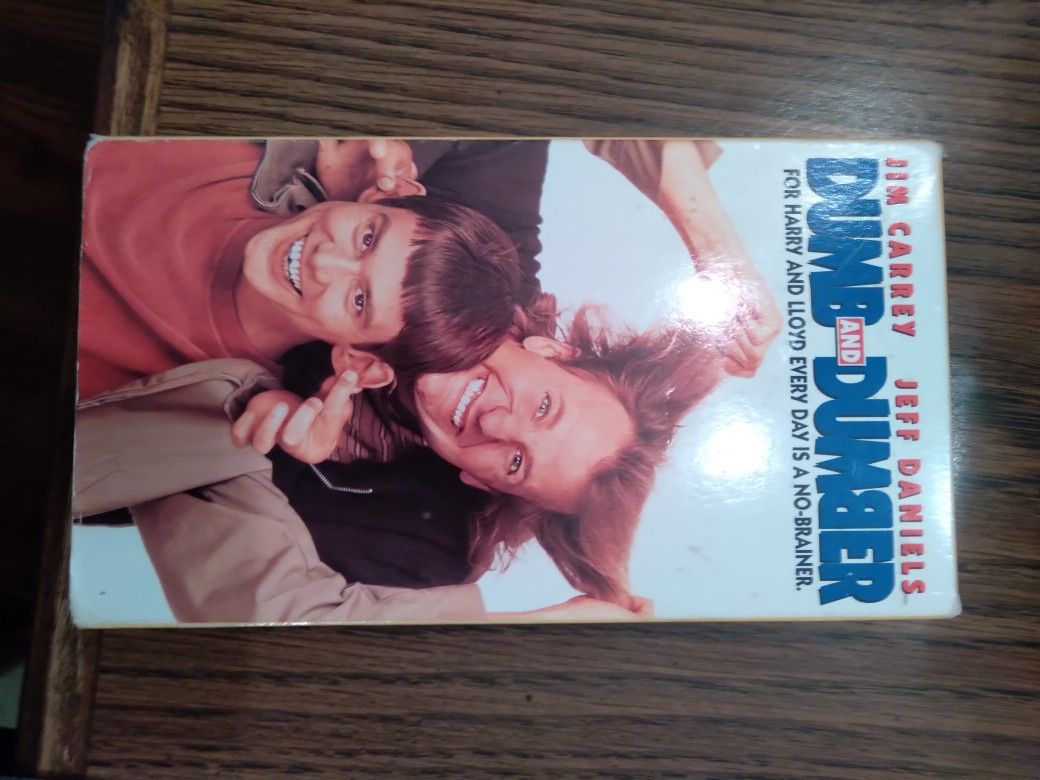 JIM CARREY JEFF DANIELS
DUMB AND DUMBER
FOR HARRY AND LLOYD EVERY DAY IS A NO-BRAINER.